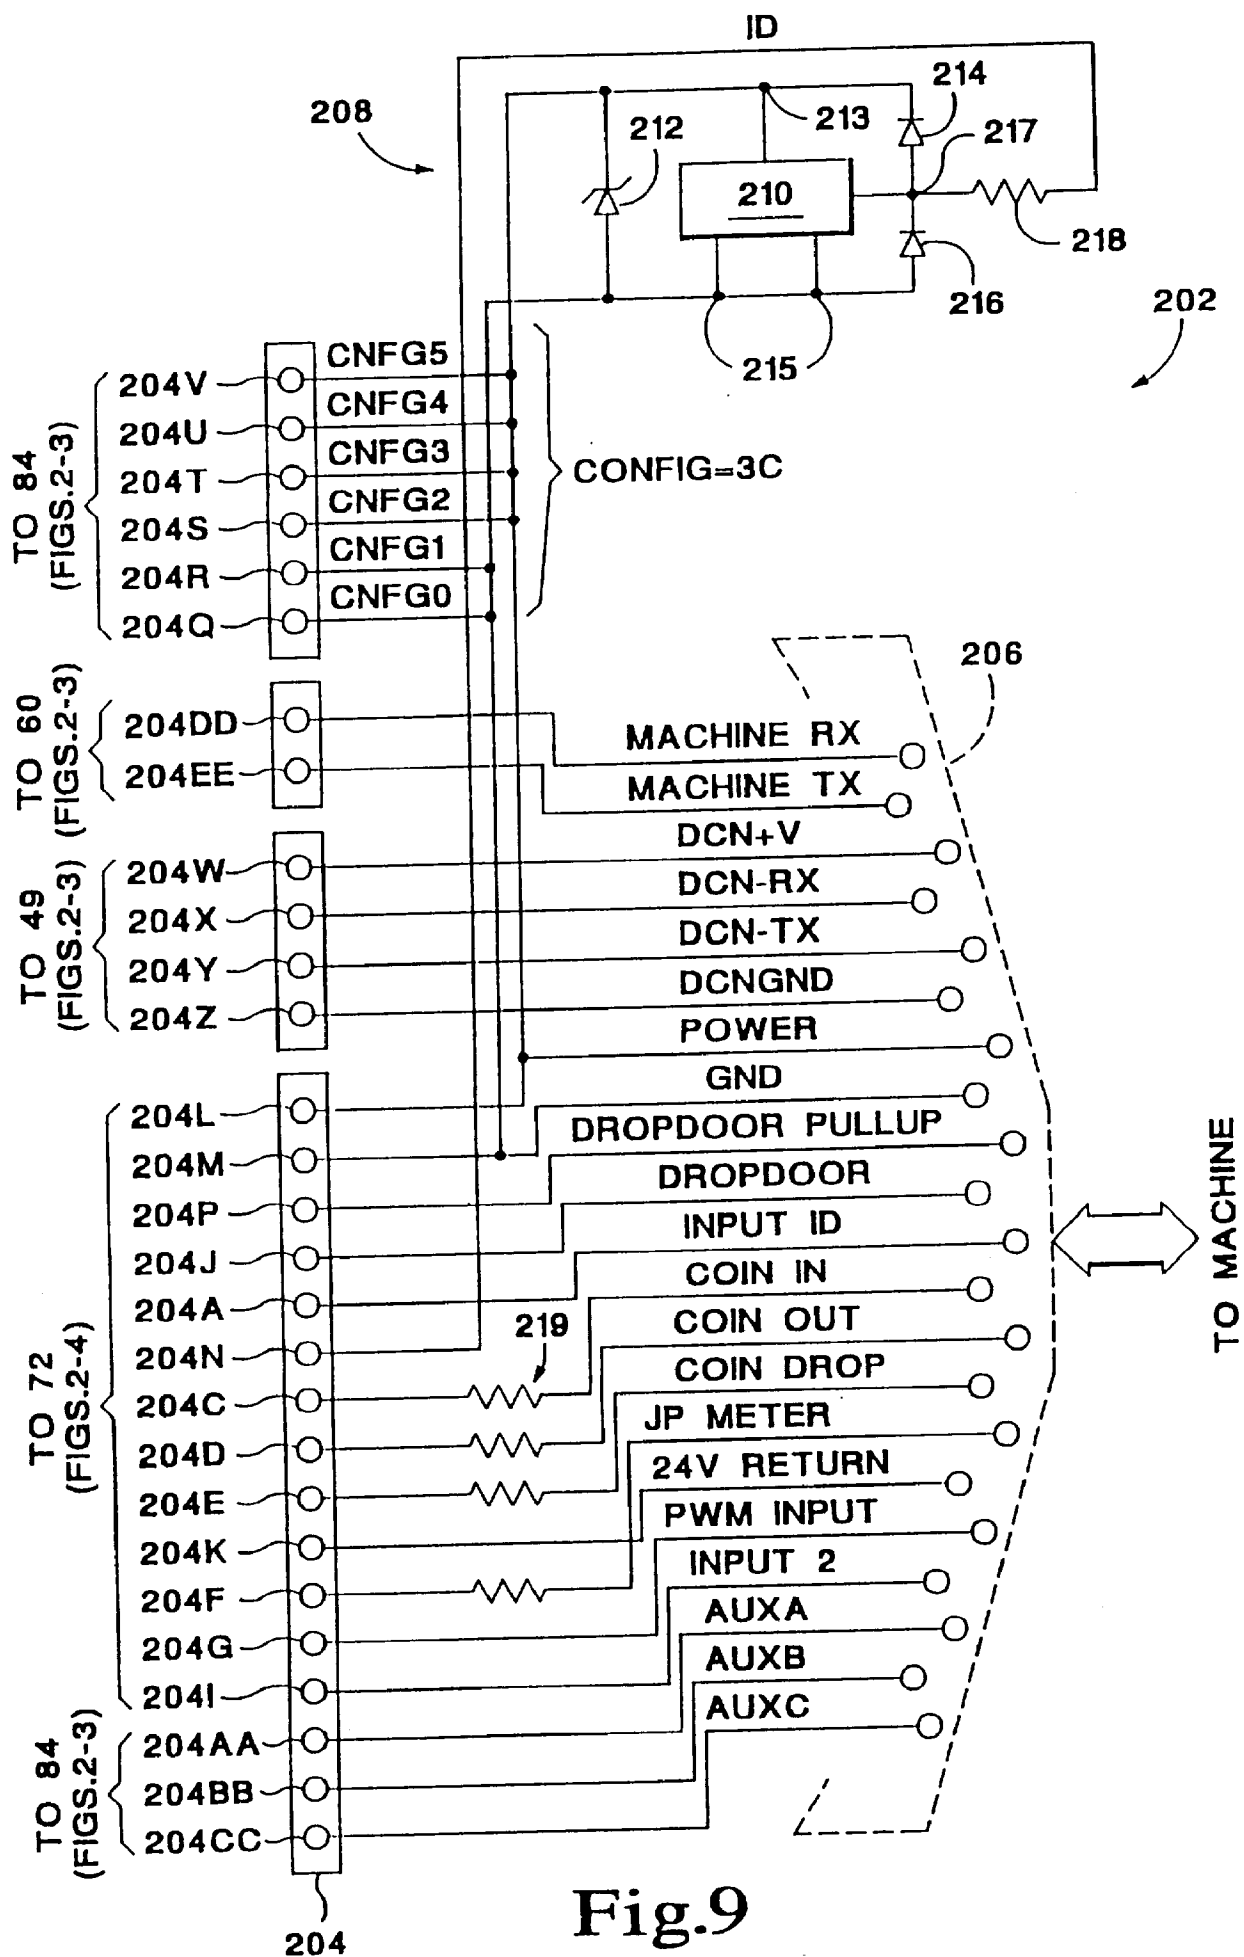 ID
208
212
213
214
217
210
218
216
202
215
TO 84
(FIGS.2-3)
204V
CNFG5
204U
CNFG4
204T
CNFG3
204S
CNFG2
204R
CNFG1
204Q
CNFG0
CONFIG=3C
206
TO 60
(FIGS.2-3)
204DD
MACHINE RX
204EE
MACHINE TX
TO 49
(FIGS.2-3)
204W
DCN+V
204X
DCN-RX
204Y
DCN-TX
204Z
DCNGND
POWER
TO 72
(FIGS.2-4)
204L
GND
204M
DROPDOOR PULLUP
204P
DROPDOOR
204J
INPUT ID
204A
COIN IN
204N
219
COIN OUT
204C
COIN DROP
204D
JP METER
204E
24V RETURN
204K
PWM INPUT
204F
INPUT 2
204G
AUXA
204I
AUXB
TO 84
(FIGS.2-3)
204AA
AUXC
204BB
204CC
TO MACHINE
204
Fig.9